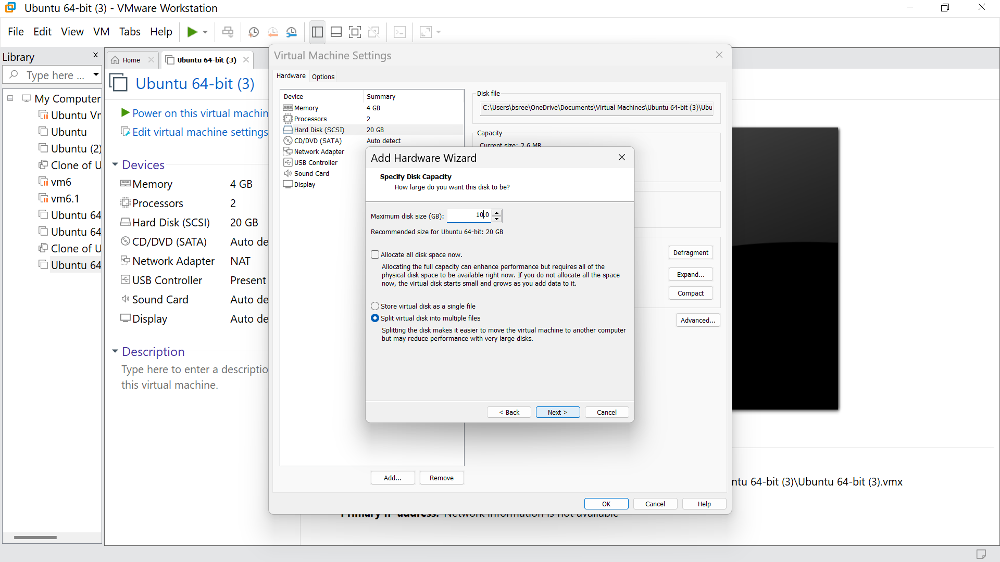 Ubuntu 64-bit (3) - VMware Workstation
File Edit View VM Tabs Help
Library
Type here ...
My Computer
Ubuntu Vr
Ubuntu
Ubuntu (2)
Clone of U
vm6
vm6.1
Ubuntu 64
Ubuntu 64
Clone of U
Ubuntu 64
Home
Ubuntu 64-bit (3)
Ubuntu 64-bit (3)
Power on this virtual machin
Edit virtual machine settings
Devices
Memory 4 GB
Processors 2
Hard Disk (SCSI) 20 GB
CD/DVD (SATA) Auto de
Network Adapter NAT
USB Controller Present
Sound Card Auto de
Display Auto de
Description
Type here to enter a descriptio
this virtual machine.
Virtual Machine Settings
Hardware Options
Device Summary
Memory 4 GB
Processors 2
Hard Disk (SCSI) 20 GB
CD/DVD (SATA) Auto detect
Network Adapter
USB Controller
Sound Card
Display
Add... Remove
Disk file
C:\Users\bsree\OneDrive\Documents\Virtual Machines\Ubuntu 64-bit (3)\Ubu
Capacity
Current size: 2.6 MB
Defragment
Expand...
Compact
Advanced...
Add Hardware Wizard
Specify Disk Capacity
How large do you want this disk to be?
Maximum disk size (GB): 10.0
Recommended size for Ubuntu 64-bit: 20 GB
Allocate all disk space now.
Allocating the full capacity can enhance performance but requires all of the
physical disk space to be available right now. If you do not allocate all the space
now, the virtual disk starts small and grows as you add data to it.
Store virtual disk as a single file
Split virtual disk into multiple files
Splitting the disk makes it easier to move the virtual machine to another computer
but may reduce performance with very large disks.
< Back Next > Cancel
OK Cancel Help
ntu 64-bit (3)\Ubuntu 64-bit (3).vmx
Primary IP address: Network information is not available